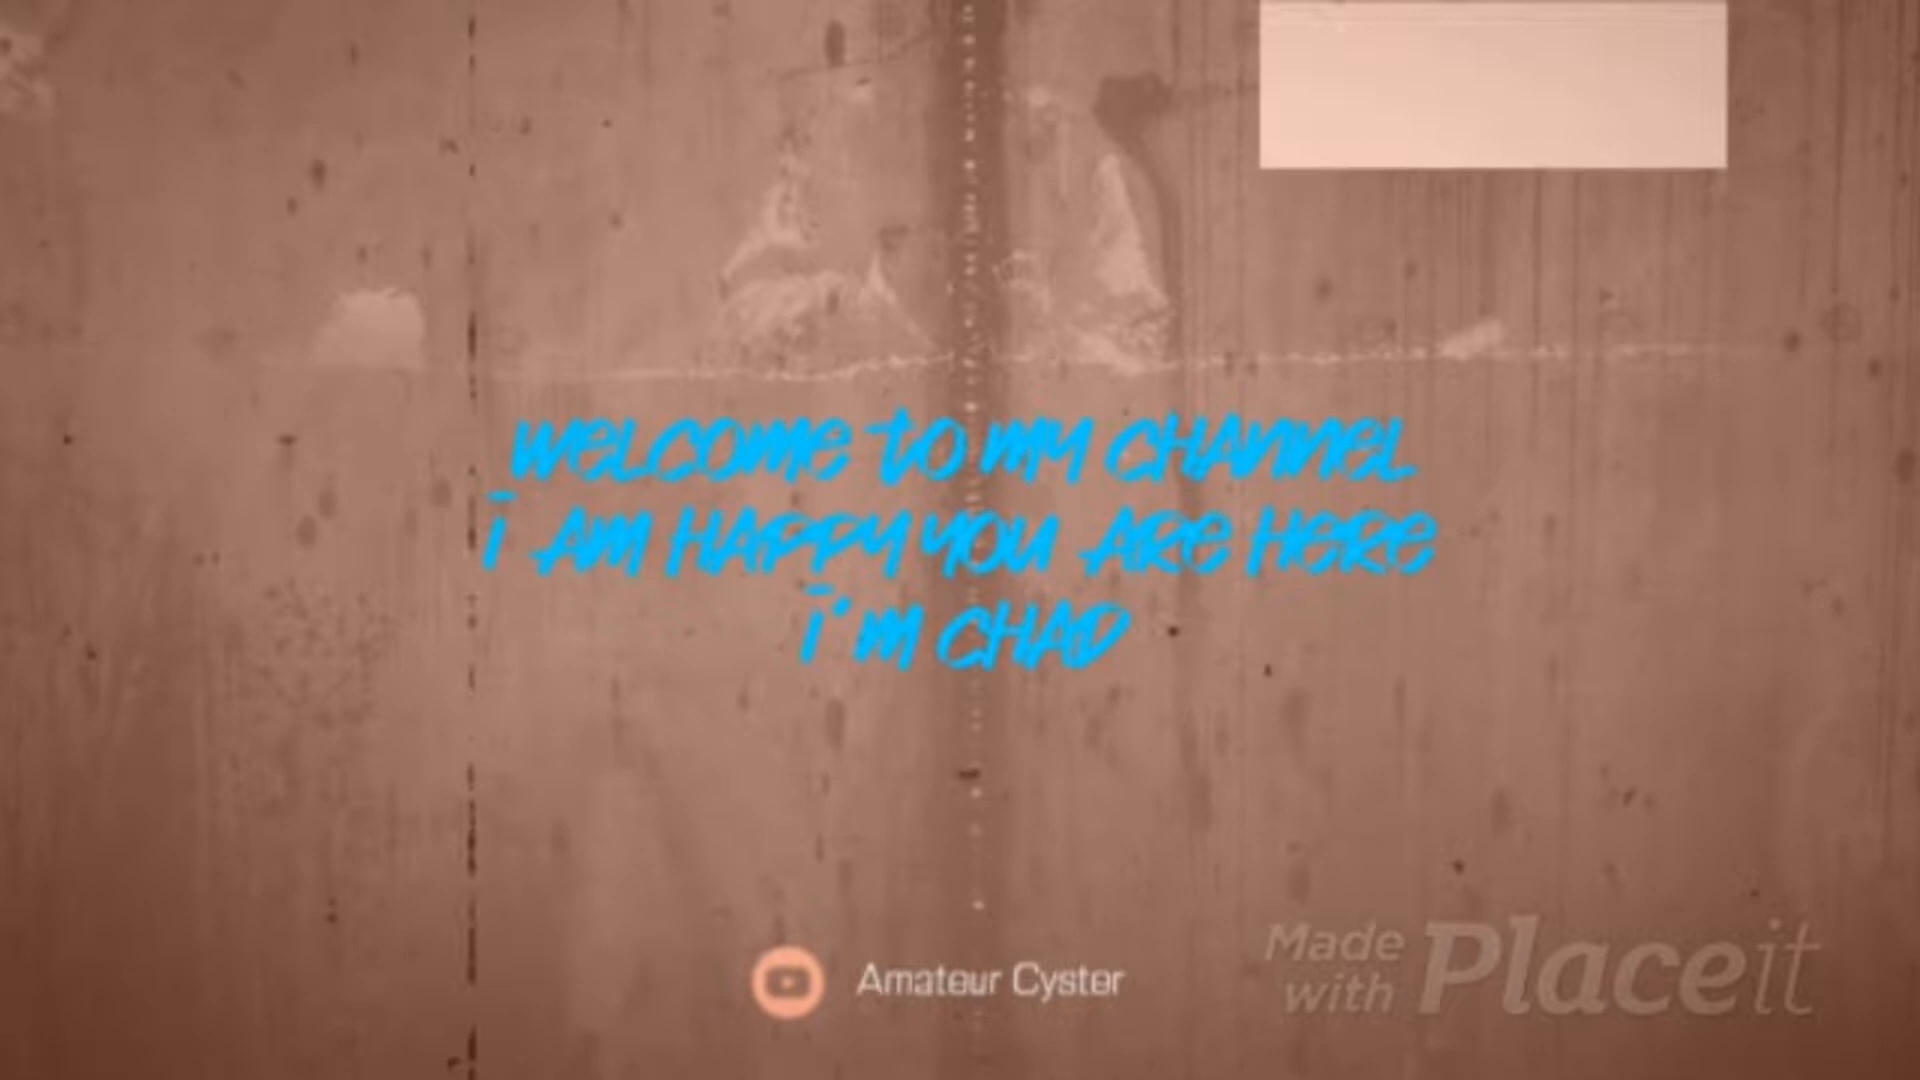 WELCOME TO MY CHANNEL
I AM HAPPY YOU ARE HERE
I'M CHAD
Amateur Cyster
Made with Placeit